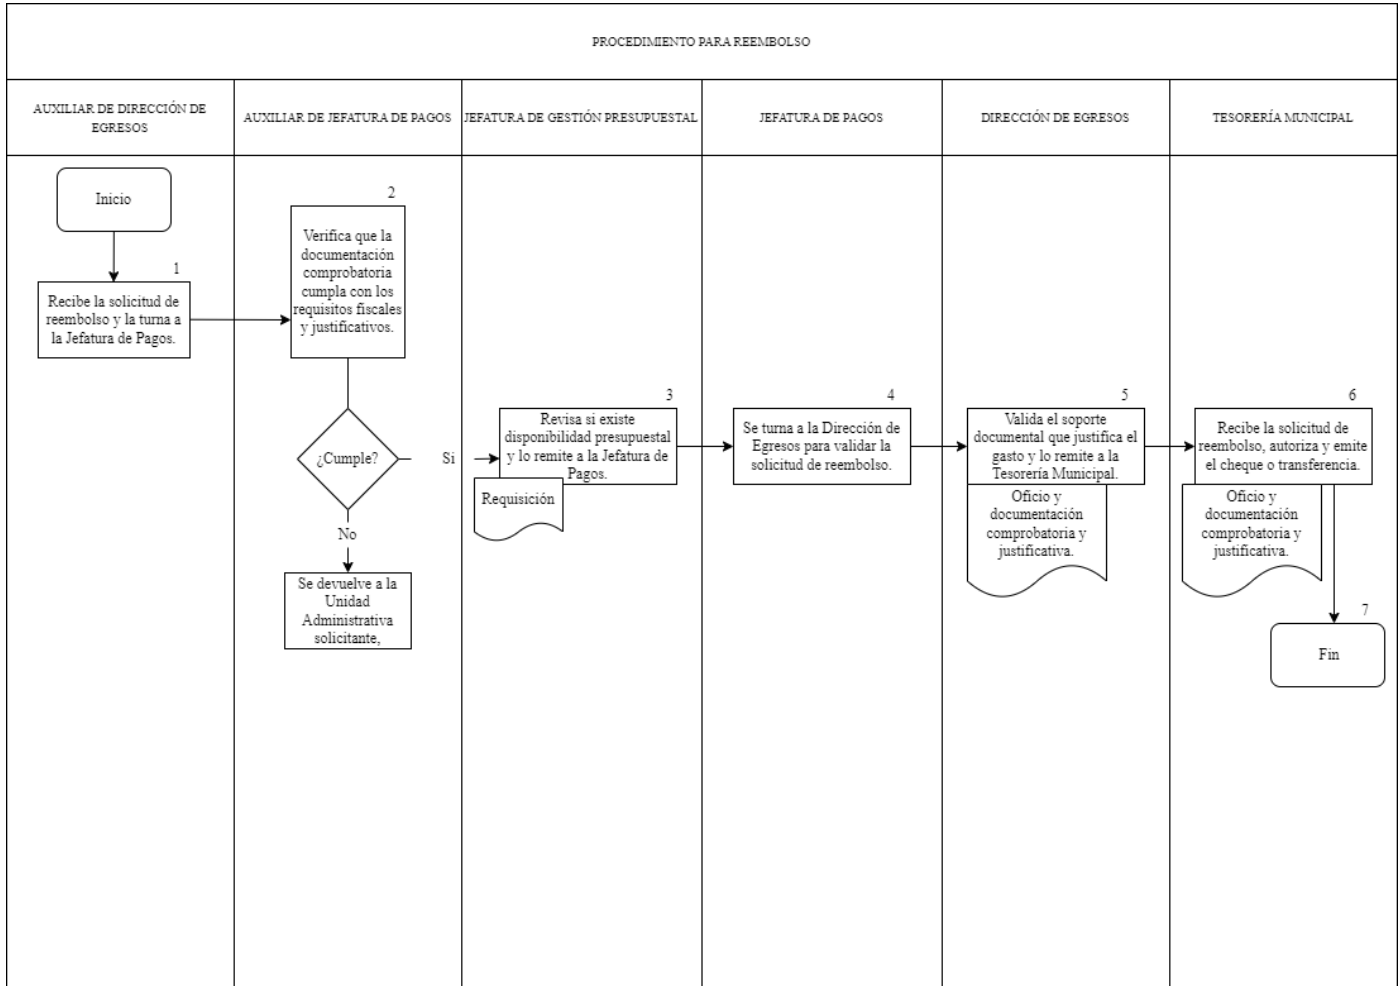 PROCEDIMIENTO PARA REEMBOLSO
AUXILIAR DE DIRECCIÓN DE
EGRESOS
AUXILIAR DE JEFATURA DE PAGOS
JEFATURA DE GESTIÓN PRESUPUESTAL
JEFATURA DE PAGOS
DIRECCIÓN DE EGRESOS
TESORERÍA MUNICIPAL
Inicio
1
Recibe la solicitud de
reembolso y la turna a
la Jefatura de Pagos.
2
Verifica que la
documentación
comprobatoria
cumpla con los
requisitos fiscales
y justificativos.
¿Cumple?
Si
No
Se devuelve a la
Unidad
Administrativa
solicitante,
3
Revisa si existe
disponibilidad presupuestal
y lo remite a la Jefatura de
Pagos.
Requisición
4
Se turna a la Dirección de
Egresos para validar la
solicitud de reembolso.
5
Valida el soporte
documental que justifica el
gasto y lo remite a la
Tesorería Municipal.
Oficio y
documentación
comprobatoria y
justificativa.
6
Recibe la solicitud de
reembolso, autoriza y emite
el cheque o transferencia.
Oficio y
documentación
comprobatoria y
justificativa.
7
Fin